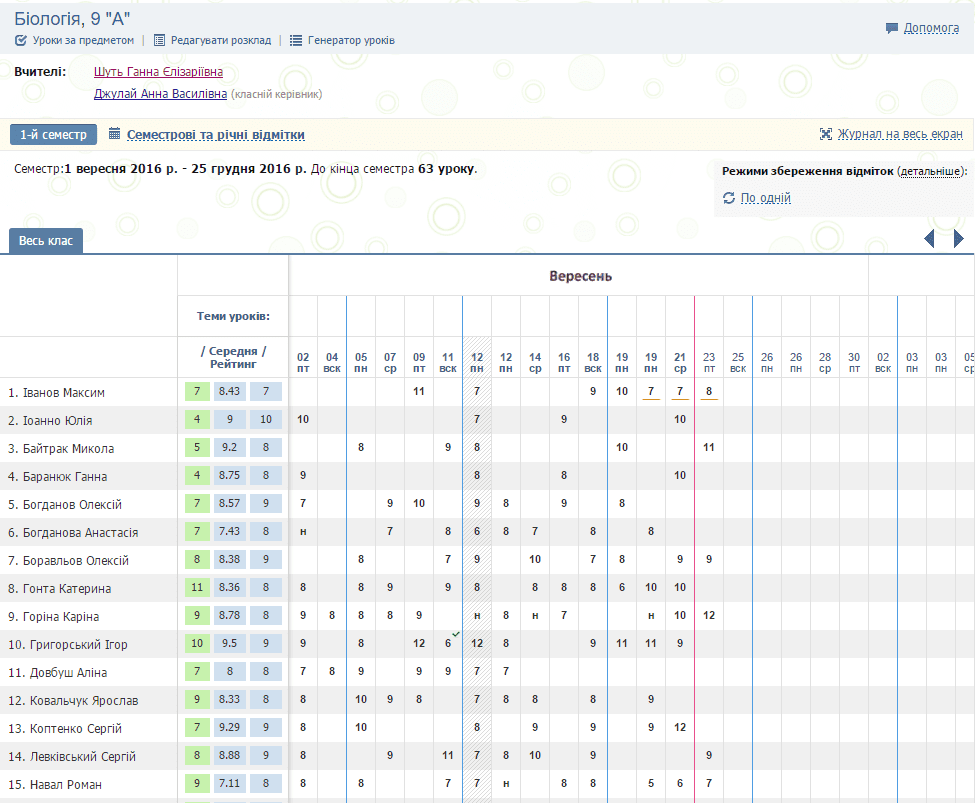 Біологія, 9 "А"
Уроки за предметом | Редагувати розклад | Генератор уроків
Допомога
Вчителі: Шуть Ганна Єлізаріївна
Джулай Анна Василівна (класній керівник)
1-й семестр Семестрові та річні відмітки Журнал на весь екран
Семестр:1 вересня 2016 р. - 25 грудня 2016 р. До кінца семестра 63 уроку.
Режими збереження відміток (детальніше):
По одній
Весь клас
Вересень
Теми уроків:
/ Середня / Рейтинг
02 04 05 07 09 11 12 12 14 16 18 19 19 21 23 25 26 26 28 30 02 03 03 05
пт вск пн ср пт вск пн пн ср пт вск пн пн ср пт вск пн пн ср пт вск пн пн ср
1. Іванов Максим 7 8.43 7 11 7 9 10 7 7 8
2. Іоанно Юлія 4 9 10 10 7 9 10
3. Байтрак Микола 5 9.2 8 8 9 8 10 11
4. Баранюк Ганна 4 8.75 8 9 8 8 10
5. Богданов Олексій 7 8.57 9 7 9 10 9 8 9 8
6. Богданова Анастасія 7 7.43 8 н 7 8 6 8 7 8 8
7. Боравльов Олексій 8 8.38 9 8 7 9 10 7 8 9 9
8. Гонта Катерина 11 8.36 8 8 8 9 9 8 8 8 8 6 10 10
9. Горіна Каріна 9 8.78 8 9 8 8 8 9 н 8 н 7 н 10 12
10. Григорський Ігор 10 9.5 9 9 8 12 6 12 8 9 11 11 9
11. Довбуш Аліна 7 8 8 7 8 9 9 9 7 7
12. Ковальчук Ярослав 9 8.33 8 8 10 9 8 7 8 8 8 9
13. Коптенко Сергій 7 9.29 9 8 10 8 9 9 9 12
14. Левківський Сергій 8 8.88 9 8 9 11 7 8 10 9 9
15. Навал Роман 9 7.11 8 8 8 7 7 н 8 8 5 6 7